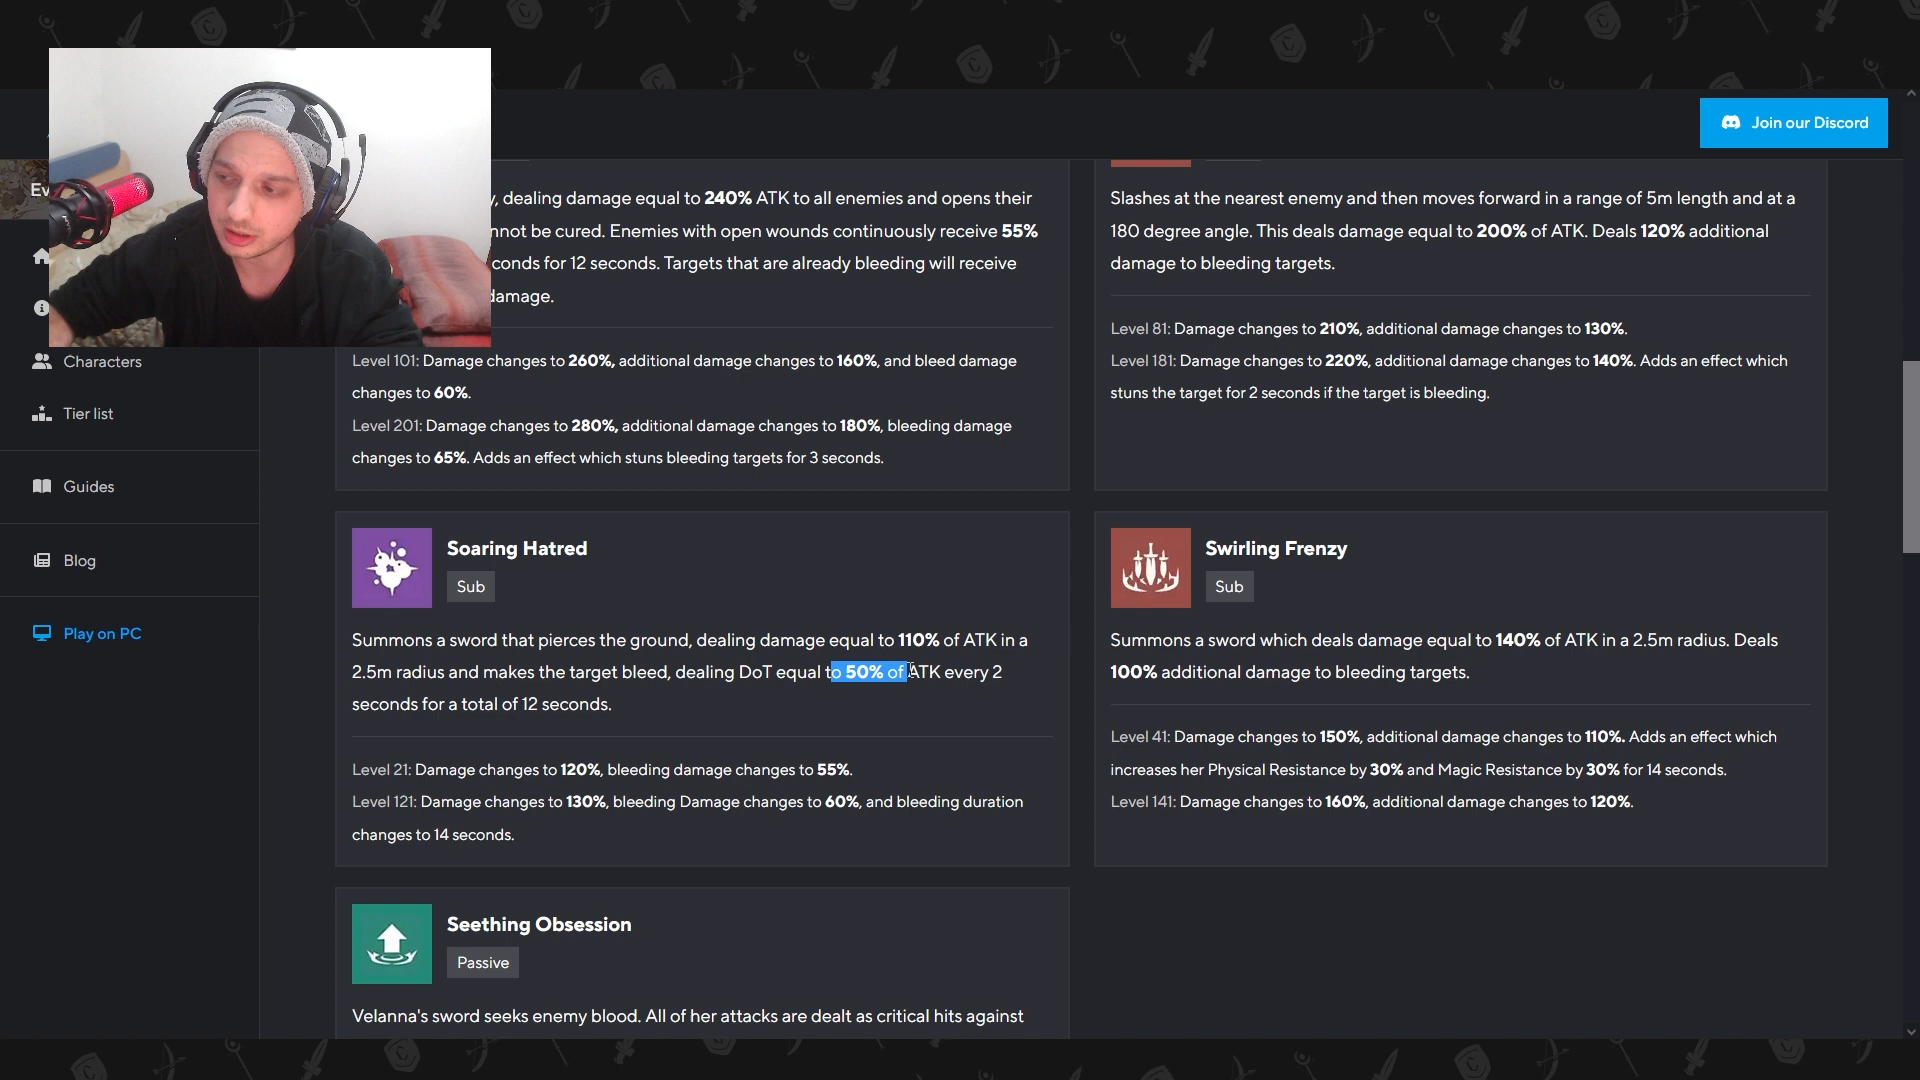 Join our Discord
Ev
Characters
Tier list
Guides
Blog
Play on PC
y, dealing damage equal to 240% ATK to all enemies and opens their
nnot be cured. Enemies with open wounds continuously receive 55%
conds for 12 seconds. Targets that are already bleeding will receive
damage.
Level 101: Damage changes to 260%, additional damage changes to 160%, and bleed damage
changes to 60%.
Level 201: Damage changes to 280%, additional damage changes to 180%, bleeding damage
changes to 65%. Adds an effect which stuns bleeding targets for 3 seconds.
Slashes at the nearest enemy and then moves forward in a range of 5m length and at a
180 degree angle. This deals damage equal to 200% of ATK. Deals 120% additional
damage to bleeding targets.
Level 81: Damage changes to 210%, additional damage changes to 130%.
Level 181: Damage changes to 220%, additional damage changes to 140%. Adds an effect which
stuns the target for 2 seconds if the target is bleeding.
Soaring Hatred
Sub
Summons a sword that pierces the ground, dealing damage equal to 110% of ATK in a
2.5m radius and makes the target bleed, dealing DoT equal to 50% of ATK every 2
seconds for a total of 12 seconds.
Level 21: Damage changes to 120%, bleeding damage changes to 55%.
Level 121: Damage changes to 130%, bleeding Damage changes to 60%, and bleeding duration
changes to 14 seconds.
Swirling Frenzy
Sub
Summons a sword which deals damage equal to 140% of ATK in a 2.5m radius. Deals
100% additional damage to bleeding targets.
Level 41: Damage changes to 150%, additional damage changes to 110%. Adds an effect which
increases her Physical Resistance by 30% and Magic Resistance by 30% for 14 seconds.
Level 141: Damage changes to 160%, additional damage changes to 120%.
Seething Obsession
Passive
Velanna's sword seeks enemy blood. All of her attacks are dealt as critical hits against